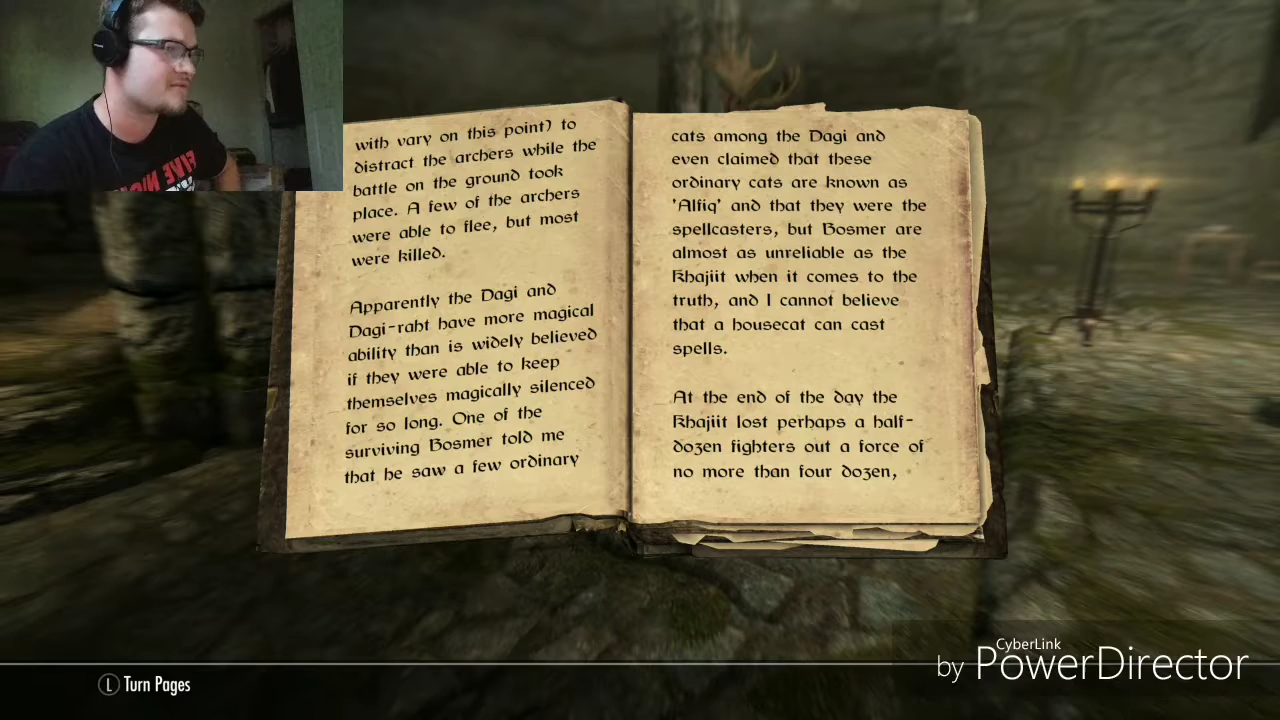 with vary on this point) to
distract the archers while the
battle on the ground took
place. A few of the archers
were able to flee, but most
were killed.
Apparently the Dagi and
Dagi-raht have more magical
ability than is widely believed
if they were able to keep
themselves magically silenced
for so long. One of the
surviving Bosmer told me
that he saw a few ordinary
cats among the Dagi and
even claimed that these
ordinary cats are known as
'Alfiq' and that they were the
spellcasters, but Bosmer are
almost as unreliable as the
Khajiit when it comes to the
truth, and I cannot believe
that a housecat can cast
spells.
At the end of the day the
Khajiit lost perhaps a half-
dozen fighters out a force of
no more than four dozen,
L Turn Pages
CyberLink
by PowerDirector